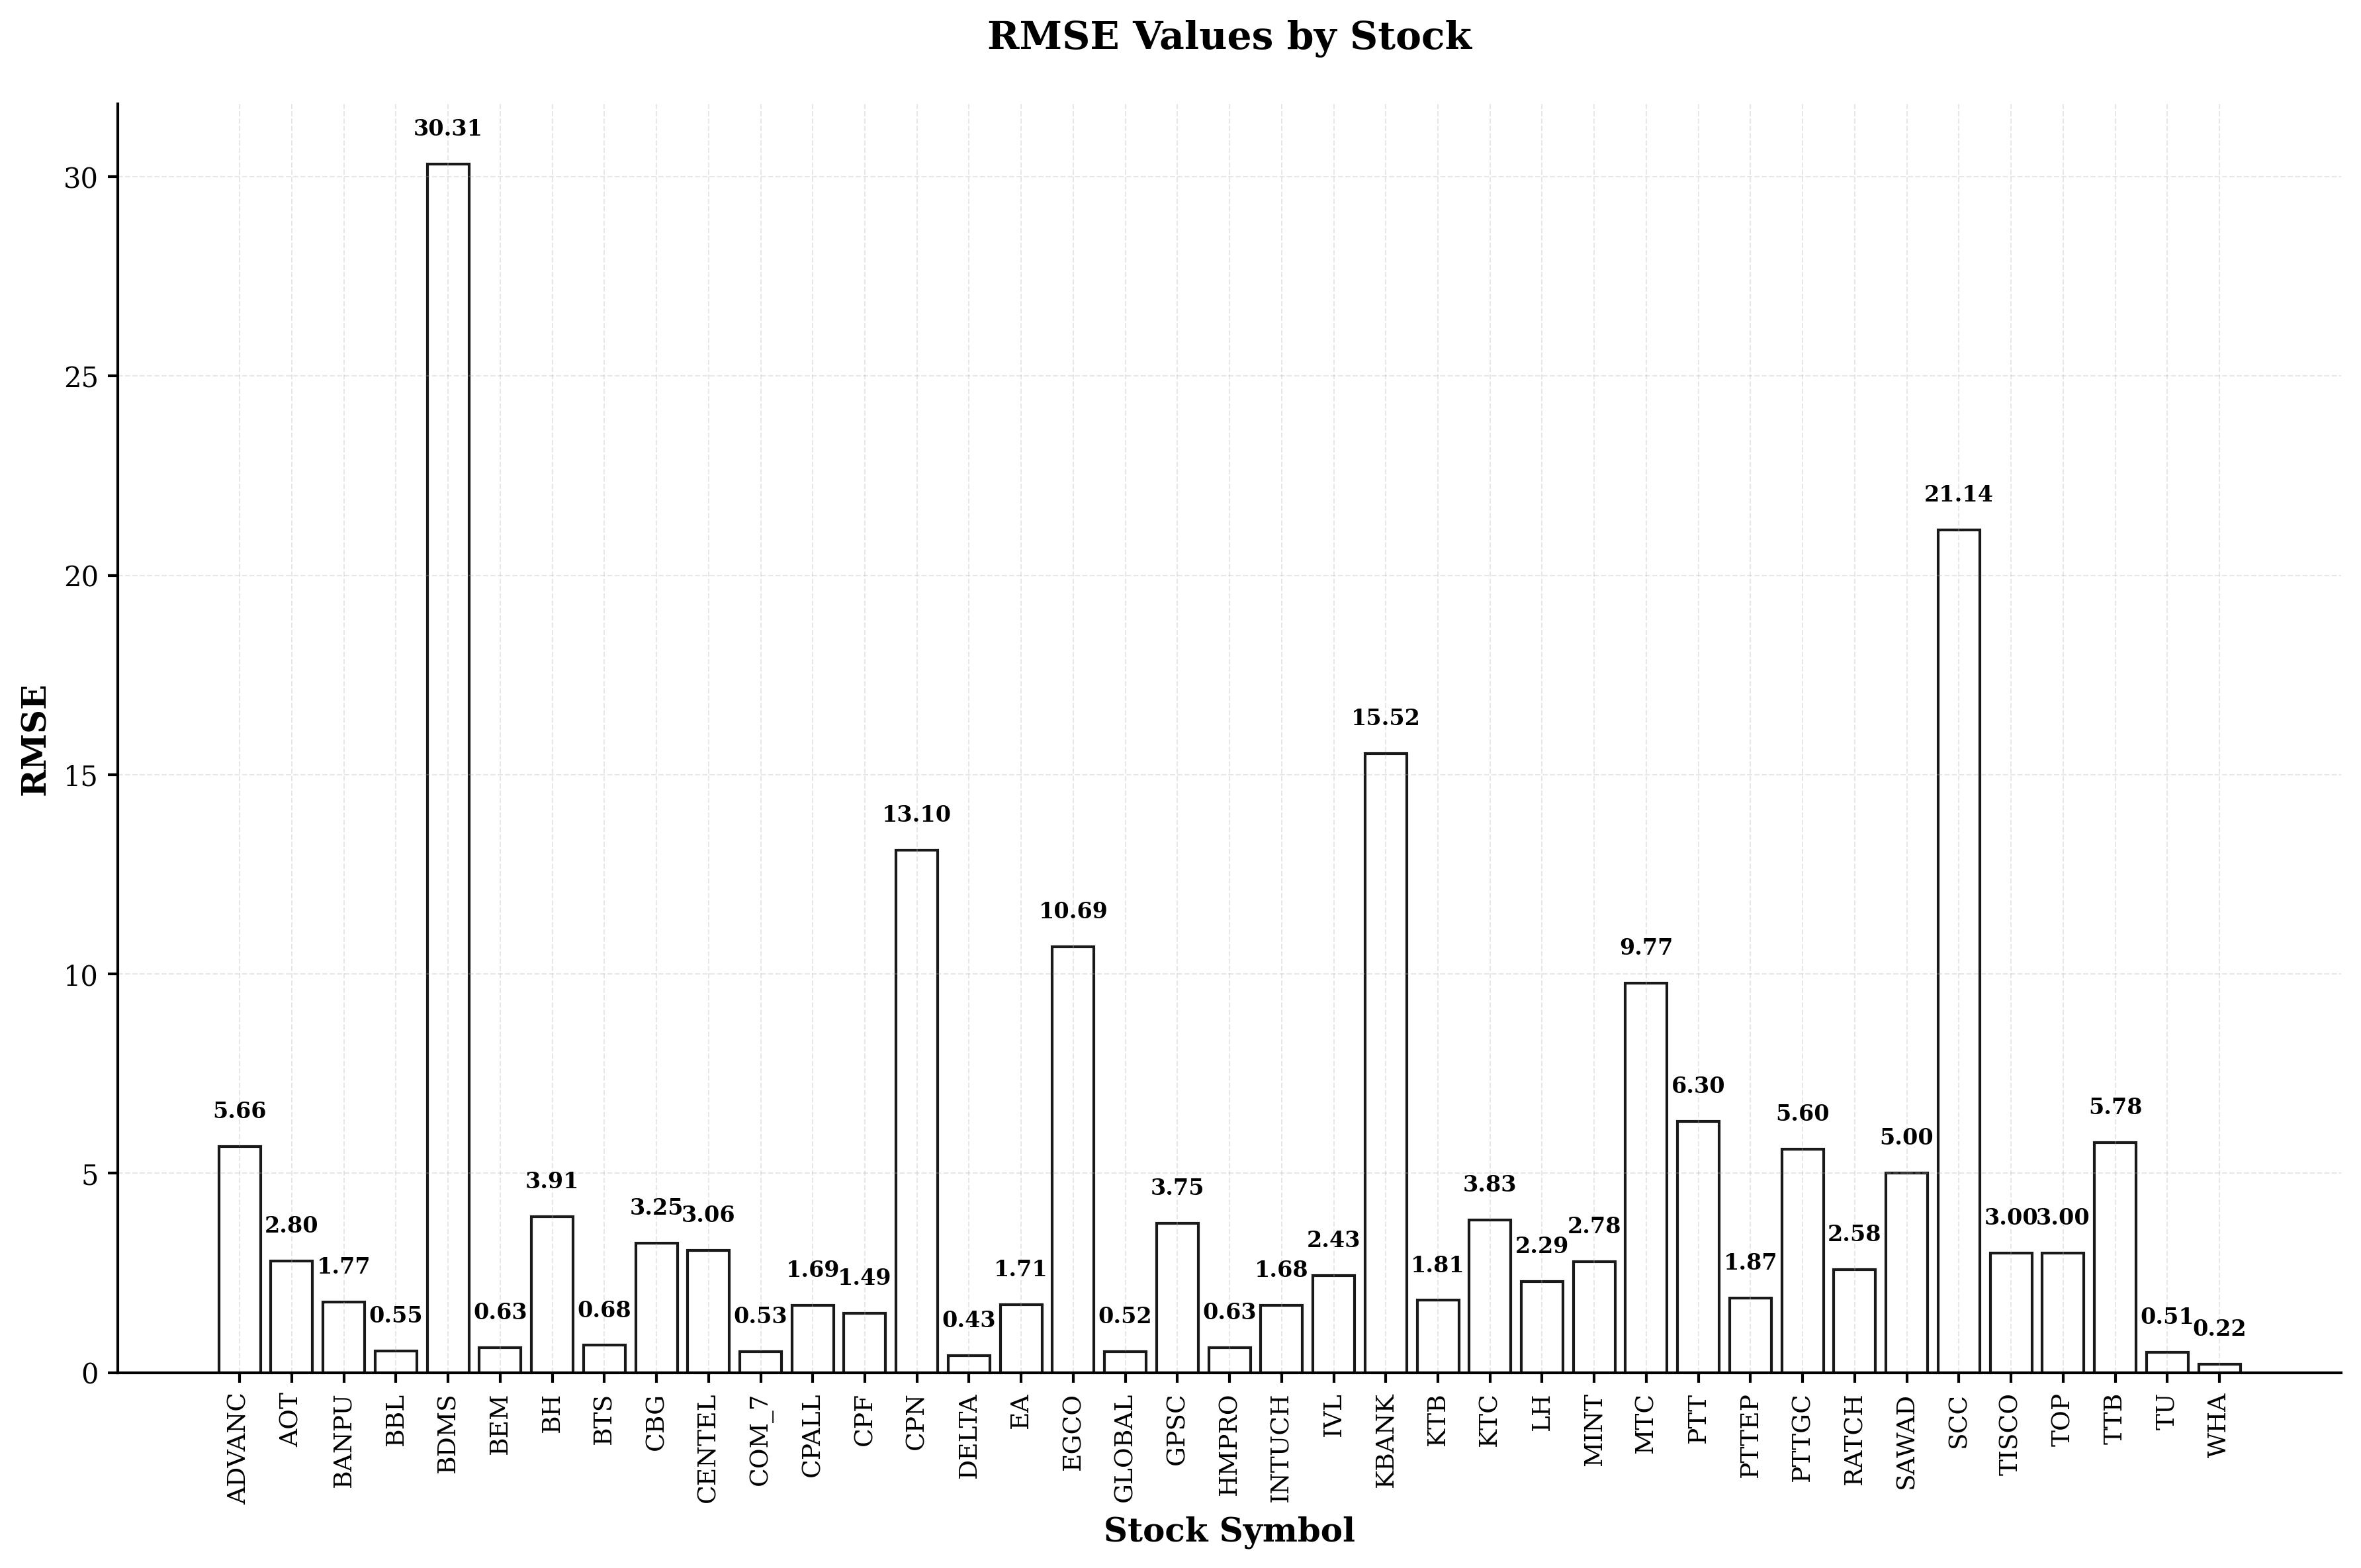 RMSE Values by Stock
RMSE
30
25
20
15
10
5
0
5.66
2.80
1.77
0.55
30.31
0.63
3.91
0.68
3.25
3.06
0.53
1.69
1.49
13.10
0.43
1.71
10.69
0.52
3.75
0.63
1.68
2.43
15.52
1.81
3.83
2.29
2.78
9.77
6.30
1.87
5.60
2.58
5.00
21.14
3.00
3.00
5.78
0.51
0.22
ADVANC
AOT
BANPU
BBL
BDMS
BEM
BH
BTS
CBG
CENTEL
COM_7
CPALL
CPF
CPN
DELTA
EA
EGCO
GLOBAL
GPSC
HMPRO
INTUCH
IVL
KBANK
KTB
KTC
LH
MINT
MTC
PTT
PTTEP
PTTGC
RATCH
SAWAD
SCC
TISCO
TOP
TTB
TU
WHA
Stock Symbol